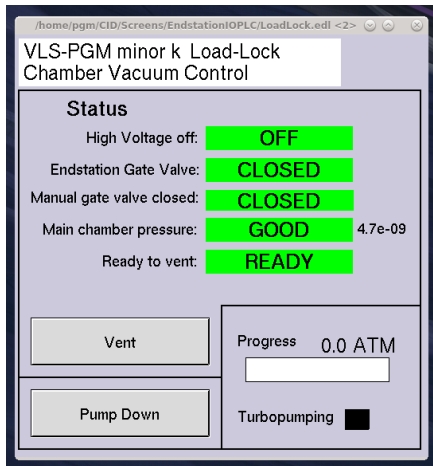 /home/pgm/CID/Screens/EndstationIOPLC/LoadLock.edl <2>
VLS-PGM minor k Load-Lock
Chamber Vacuum Control
Status
High Voltage off: OFF
Endstation Gate Valve: CLOSED
Manual gate valve closed: CLOSED
Main chamber pressure: GOOD 4.7e-09
Ready to vent: READY
Vent
Progress 0.0 ATM
Pump Down
Turbopumping